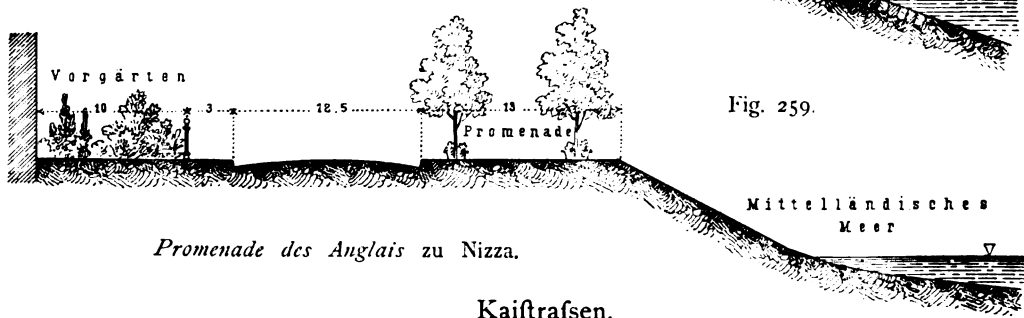 Vorgärten
10 3 12,5 13
Promenade
Fig. 259.
Mittelländisches
Meer
Promenade des Anglais zu Nizza.
Kaiſtraſsen.